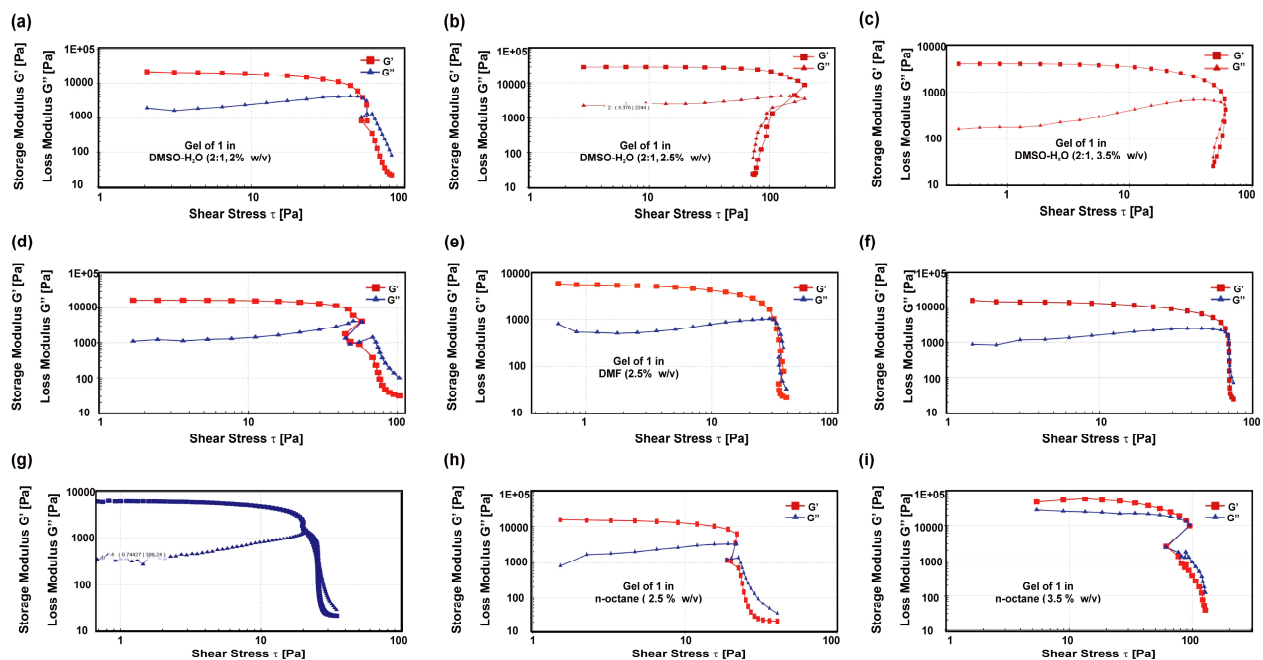 (a)
Storage Modulus G' [Pa]
Loss Modulus G'' [Pa]
1E+05
10000
1000
100
10
G'
G''
Gel of 1 in
DMSO-H₂O (2:1, 2% w/v)
1
10
100
Shear Stress τ [Pa]
(b)
Storage Modulus G' [Pa]
Loss Modulus G'' [Pa]
1E+05
10000
1000
100
10
G'
G''
Gel of 1 in
DMSO-H₂O (2:1, 2.5% w/v)
1
10
100
Shear Stress τ [Pa]
(c)
Storage Modulus G' [Pa]
Loss Modulus G'' [Pa]
10000
1000
100
10
G'
G''
Gel of 1 in
DMSO-H₂O (2:1, 3.5% w/v)
1
10
100
Shear Stress τ [Pa]
(d)
Storage Modulus G' [Pa]
Loss Modulus G'' [Pa]
1E+05
10000
1000
100
10
G'
G''
1
10
100
Shear Stress τ [Pa]
(e)
Storage Modulus G' [Pa]
Loss Modulus G'' [Pa]
10000
1000
100
10
G'
G''
Gel of 1 in
DMF (2.5% w/v)
1
10
100
Shear Stress τ [Pa]
(f)
Storage Modulus G' [Pa]
Loss Modulus G'' [Pa]
1E+05
10000
1000
100
10
G'
G''
1
10
100
Shear Stress τ [Pa]
(g)
Storage Modulus G' [Pa]
Loss Modulus G'' [Pa]
10000
1000
100
10
1
10
100
Shear Stress τ [Pa]
(h)
Storage Modulus G' [Pa]
Loss Modulus G'' [Pa]
1E+05
10000
1000
100
10
G'
G''
Gel of 1 in
n-octane ( 2.5 % w/v)
1
10
100
Shear Stress τ [Pa]
(i)
Storage Modulus G' [Pa]
Loss Modulus G'' [Pa]
1E+05
10000
1000
100
10
G'
G''
Gel of 1 in
n-octane (3.5 % w/v)
1
10
100
Shear Stress τ [Pa]